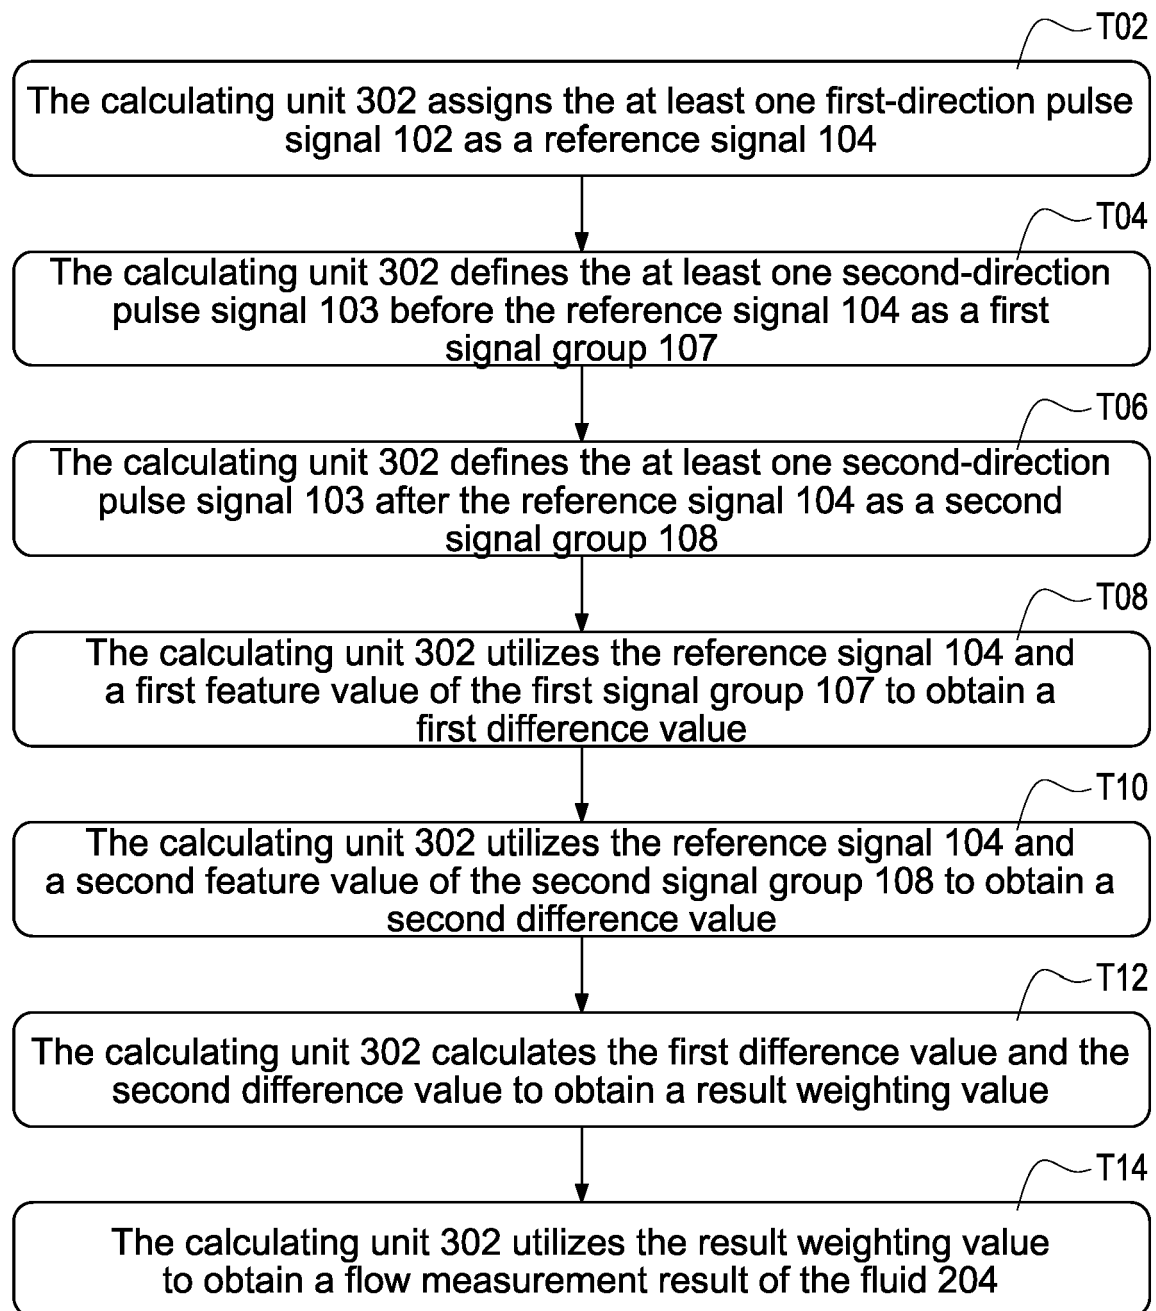 T02
The calculating unit 302 assigns the at least one first-direction pulse
signal 102 as a reference signal 104
T04
The calculating unit 302 defines the at least one second-direction
pulse signal 103 before the reference signal 104 as a first
signal group 107
T06
The calculating unit 302 defines the at least one second-direction
pulse signal 103 after the reference signal 104 as a second
signal group 108
T08
The calculating unit 302 utilizes the reference signal 104 and
a first feature value of the first signal group 107 to obtain a
first difference value
T10
The calculating unit 302 utilizes the reference signal 104 and
a second feature value of the second signal group 108 to obtain a
second difference value
T12
The calculating unit 302 calculates the first difference value and the
second difference value to obtain a result weighting value
T14
The calculating unit 302 utilizes the result weighting value
to obtain a flow measurement result of the fluid 204